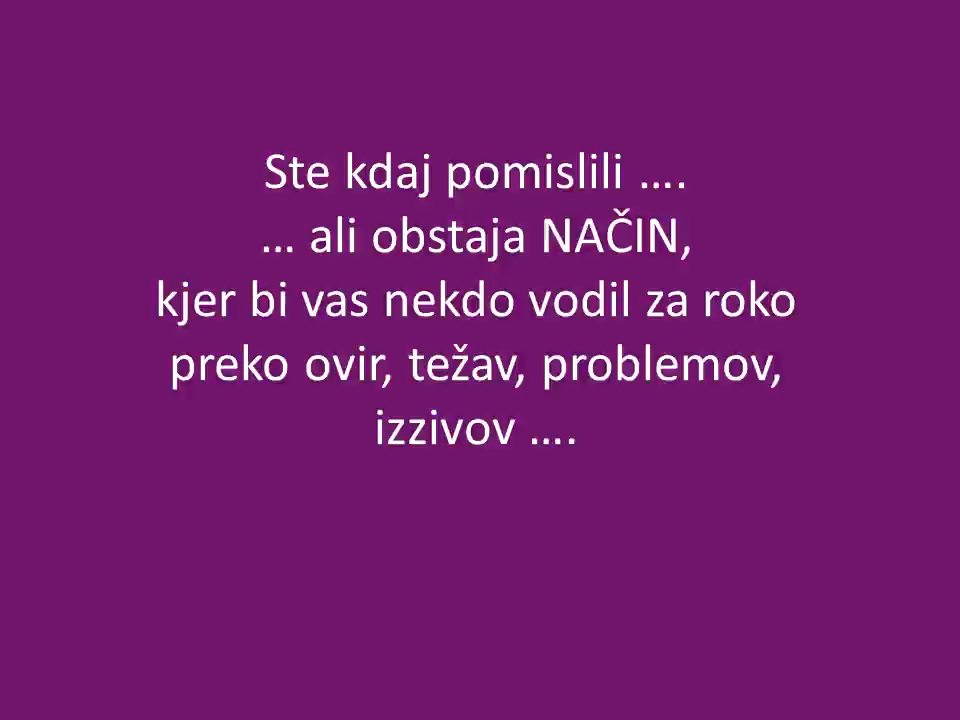 Ste kdaj pomislili ….
… ali obstaja NAČIN,
kjer bi vas nekdo vodil za roko
preko ovir, težav, problemov,
izzivov ….